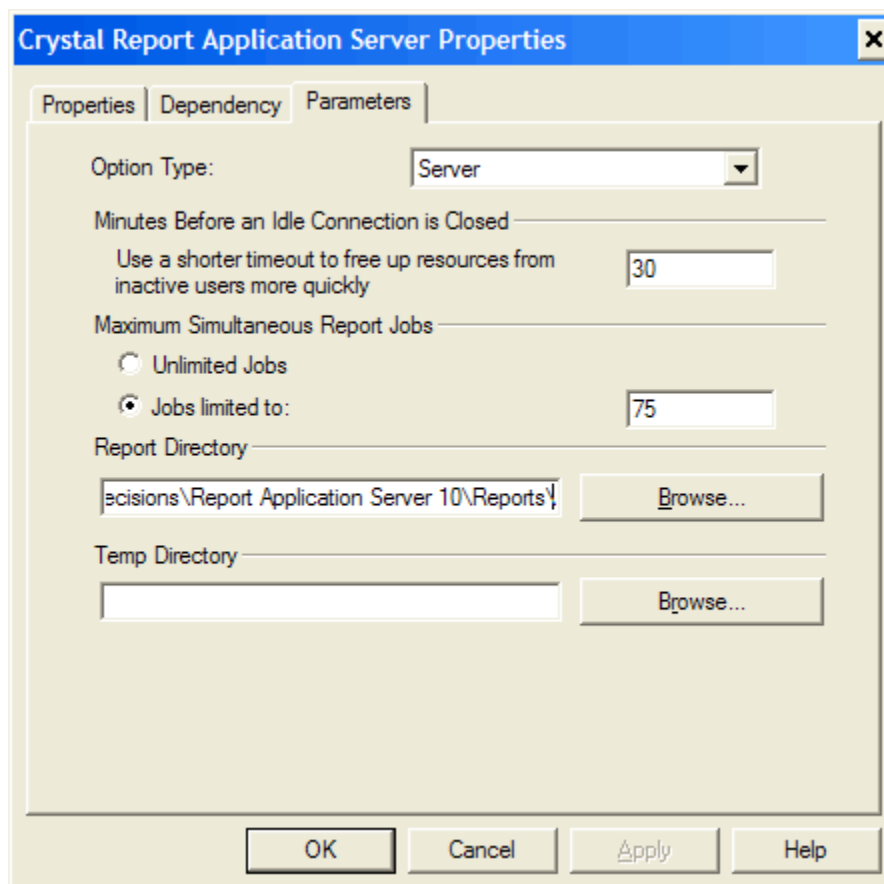 Crystal Report Application Server Properties
Properties Dependency Parameters
Option Type: Server
Minutes Before an Idle Connection is Closed
Use a shorter timeout to free up resources from 30
inactive users more quickly
Maximum Simultaneous Report Jobs
Unlimited Jobs
Jobs limited to: 75
Report Directory
ecisions\Report Application Server 10\Reports\ Browse...
Temp Directory
Browse...
OK Cancel Apply Help